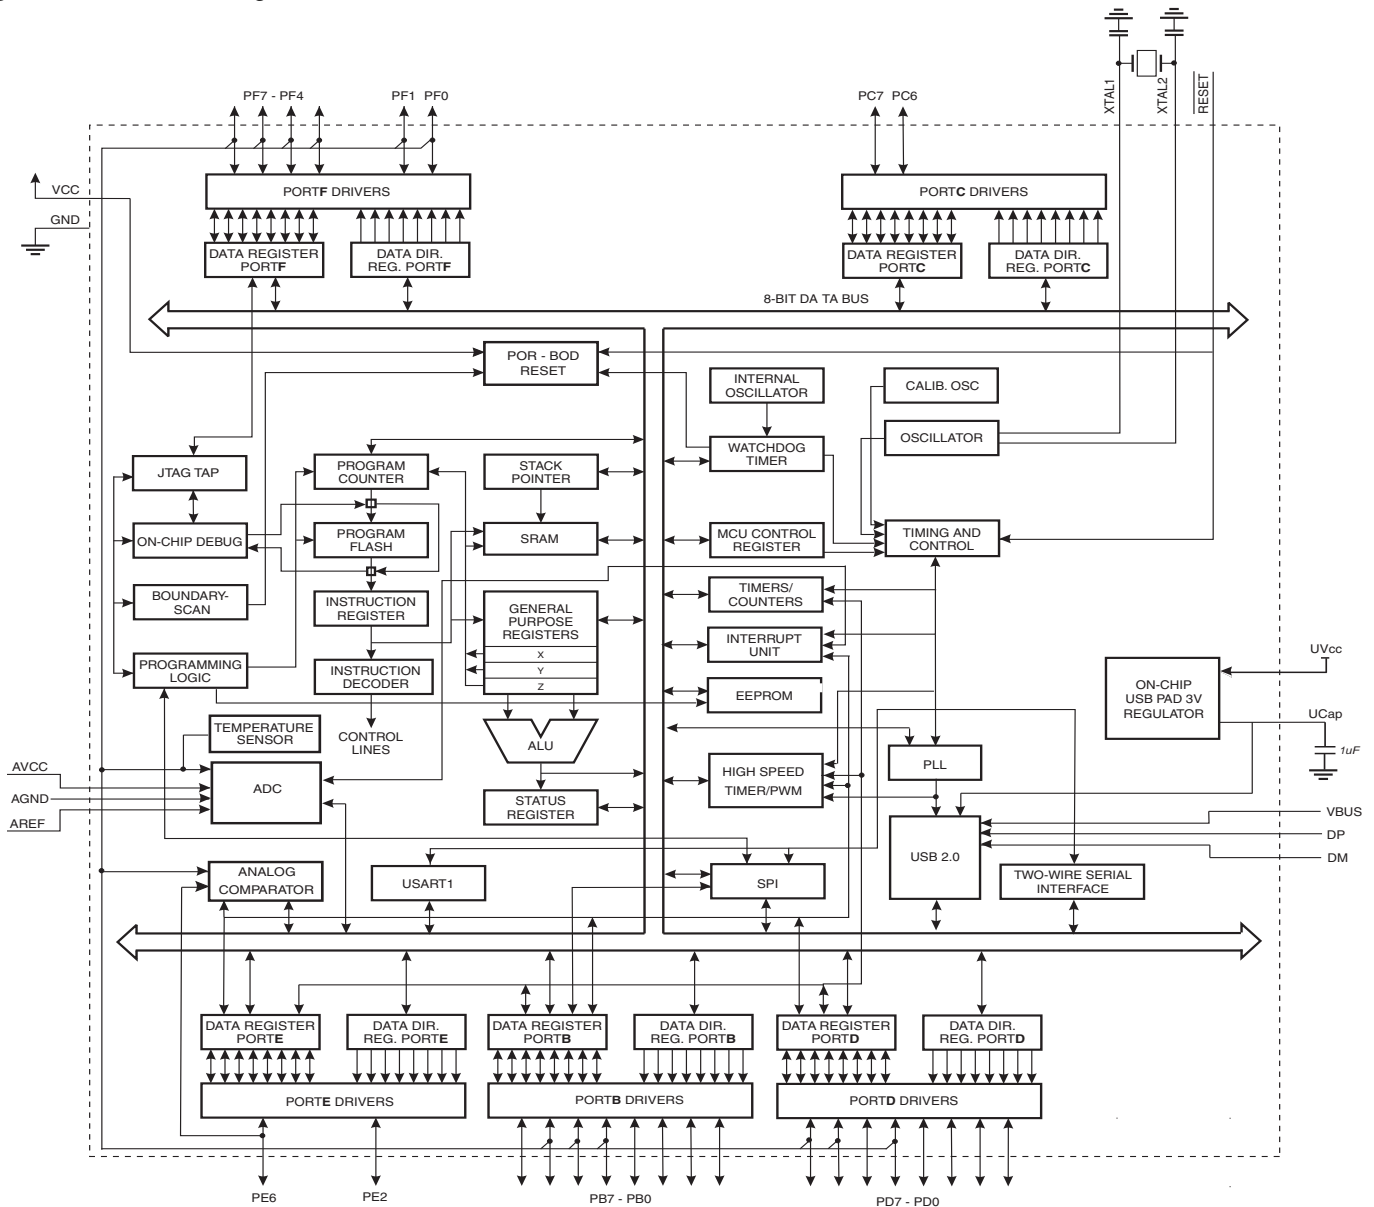 XTAL1
XTAL2
RESET
PF7 - PF4
PF1 PF0
PC7 PC6
VCC
GND
PORTF DRIVERS
PORTC DRIVERS
DATA REGISTER
PORTF
DATA DIR.
REG. PORTF
DATA REGISTER
PORTC
DATA DIR.
REG. PORTC
8-BIT DA TA BUS
POR - BOD
RESET
INTERNAL
OSCILLATOR
CALIB. OSC
OSCILLATOR
WATCHDOG
TIMER
JTAG TAP
PROGRAM
COUNTER
STACK
POINTER
ON-CHIP DEBUG
PROGRAM
FLASH
SRAM
MCU CONTROL
REGISTER
TIMING AND
CONTROL
BOUNDARY-
SCAN
INSTRUCTION
REGISTER
GENERAL
PURPOSE
REGISTERS
X
Y
Z
TIMERS/
COUNTERS
INTERRUPT
UNIT
PROGRAMMING
LOGIC
INSTRUCTION
DECODER
EEPROM
ON-CHIP
USB PAD 3V
REGULATOR
UVcc
UCap
1uF
TEMPERATURE
SENSOR
CONTROL
LINES
ALU
PLL
AVCC
AGND
AREF
ADC
STATUS
REGISTER
HIGH SPEED
TIMER/PWM
VBUS
DP
DM
ANALOG
COMPARATOR
USART1
SPI
USB 2.0
TWO-WIRE SERIAL
INTERFACE
DATA REGISTER
PORTE
DATA DIR.
REG. PORTE
DATA REGISTER
PORTB
DATA DIR.
REG. PORTB
DATA REGISTER
PORTD
DATA DIR.
REG. PORTD
PORTE DRIVERS
PORTB DRIVERS
PORTD DRIVERS
PE6
PE2
PB7 - PB0
PD7 - PD0